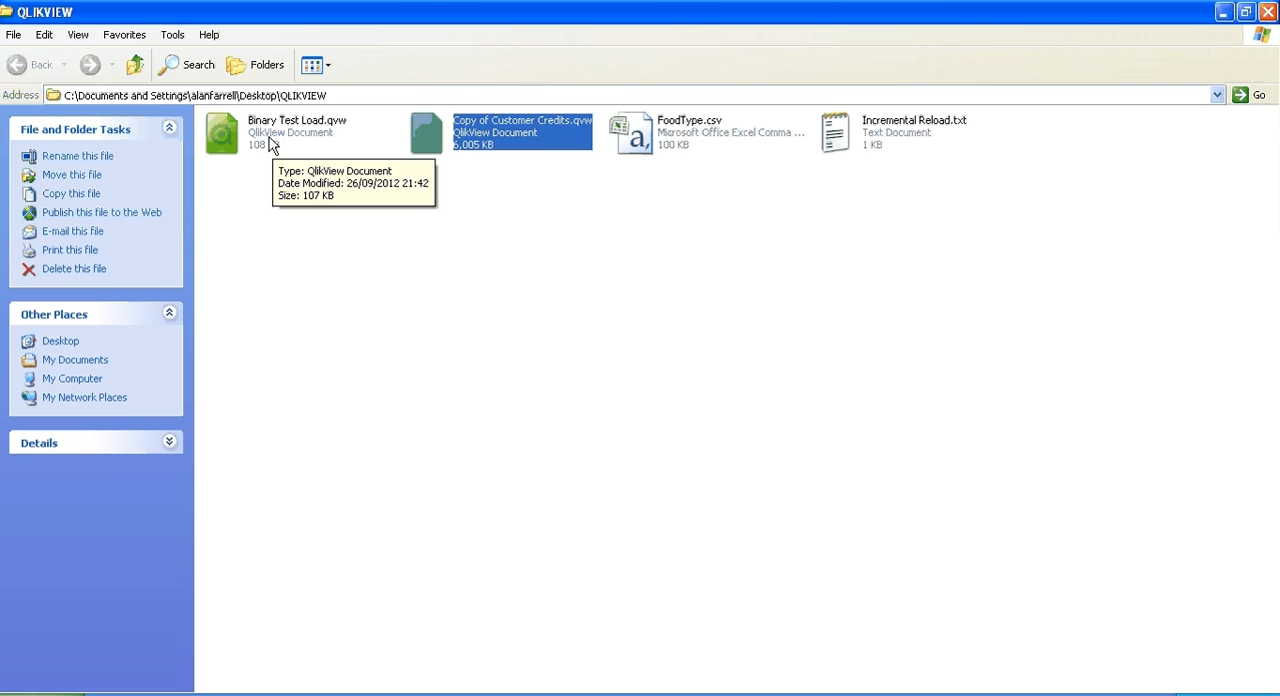 QLIKVIEW
File Edit View Favorites Tools Help
Back Search Folders
Address C:\Documents and Settings\alanfarrell\Desktop\QLIKVIEW Go
File and Folder Tasks
Rename this file
Move this file
Copy this file
Publish this file to the Web
E-mail this file
Print this file
Delete this file
Other Places
Desktop
My Documents
My Computer
My Network Places
Details
Binary Test Load.qvw
QlikView Document
108
Type: QlikView Document
Date Modified: 26/09/2012 21:42
Size: 107 KB
Copy of Customer Credits.qvw
QlikView Document
6,005 KB
FoodType.csv
Microsoft Office Excel Comma ...
100 KB
Incremental Reload.txt
Text Document
1 KB